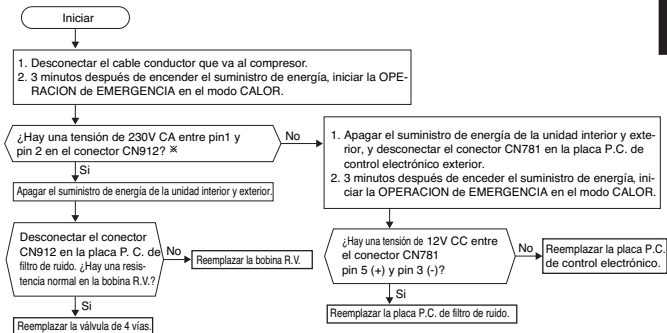 Iniciar
1. Desconectar el cable conductor que va al compresor.
2. 3 minutos después de encender el suministro de energía, iniciar la OPE-
RACION de EMERGENCIA en el modo CALOR.
¿Hay una tensión de 230V CA entre pin1 y
pin 2 en el conector CN912? ※
No
Si
1. Apagar el suministro de energía de la unidad interior y exte-
rior, y desconectar el conector CN781 en la placa P.C. de
control electrónico exterior.
2. 3 minutos después de enceder el suministro de energía, ini-
ciar la OPERACION de EMERGENCIA en el modo CALOR.
Apagar el suministro de energía de la unidad interior y exterior.
Desconectar el conector
CN912 en la placa P. C. de
filtro de ruido. ¿Hay una resis-
tencia normal en la bobina R.V.?
No
Reemplazar la bobina R.V.
Si
Reemplazar la válvula de 4 vías.
¿Hay una tensión de 12V CC entre
el conector CN781
pin 5 (+) y pin 3 (-)?
No
Reemplazar la placa P.C.
de control electrónico.
Si
Reemplazar la placa P.C. de filtro de ruido.